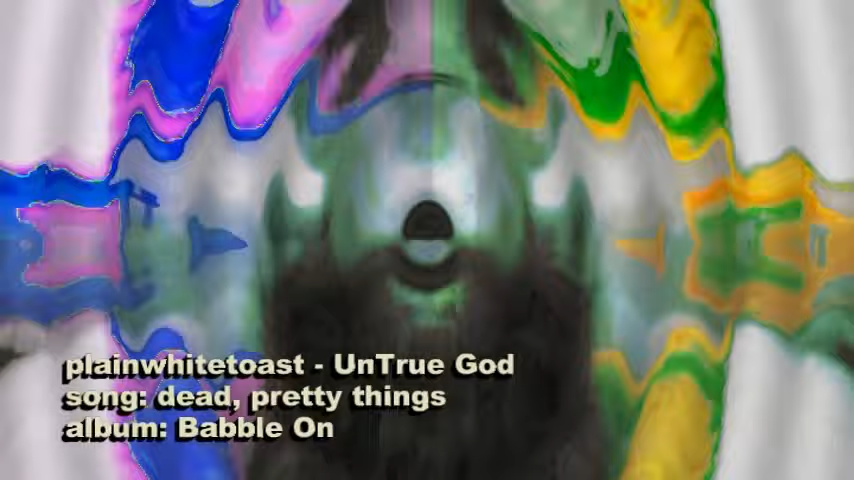 plainwhitetoast - UnTrue God
song: dead, pretty things
album: Babble On